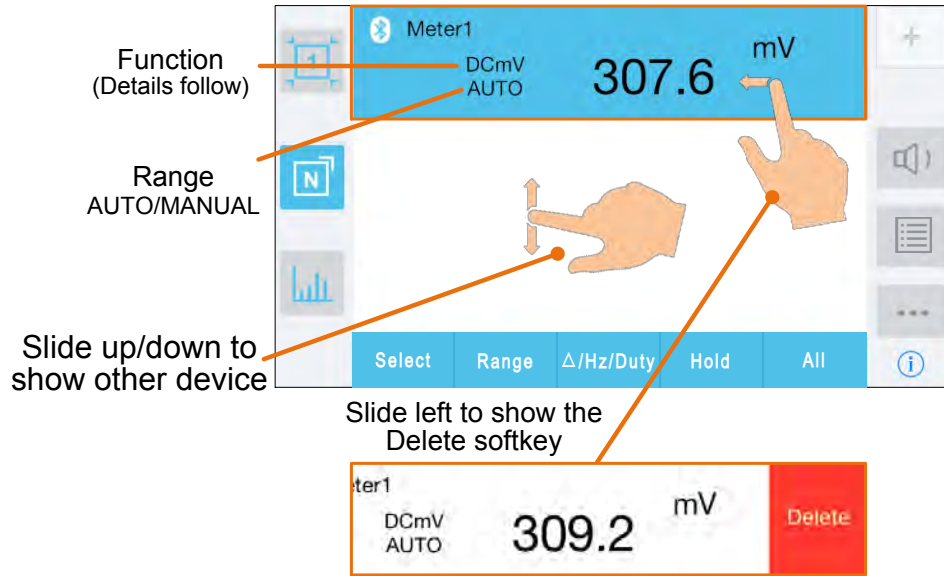 Function
(Details follow)
Range
AUTO/MANUAL
Slide up/down to
show other device
1
Meter1
DCmV
AUTO
307.6
mV
N
Select
Range
Δ/Hz/Duty
Hold
All
i
Slide left to show the
Delete softkey
ter1
DCmV
AUTO
309.2
mV
Delete